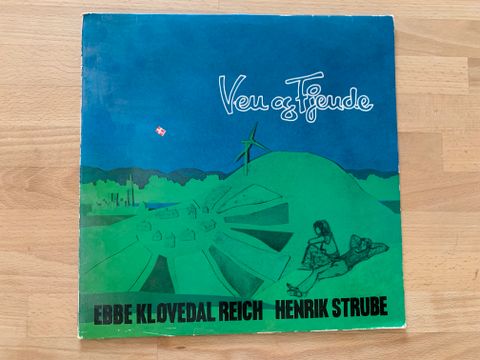 Ven og Fjende
EBBE KLØVEDAL REICH HENRIK STRUBE